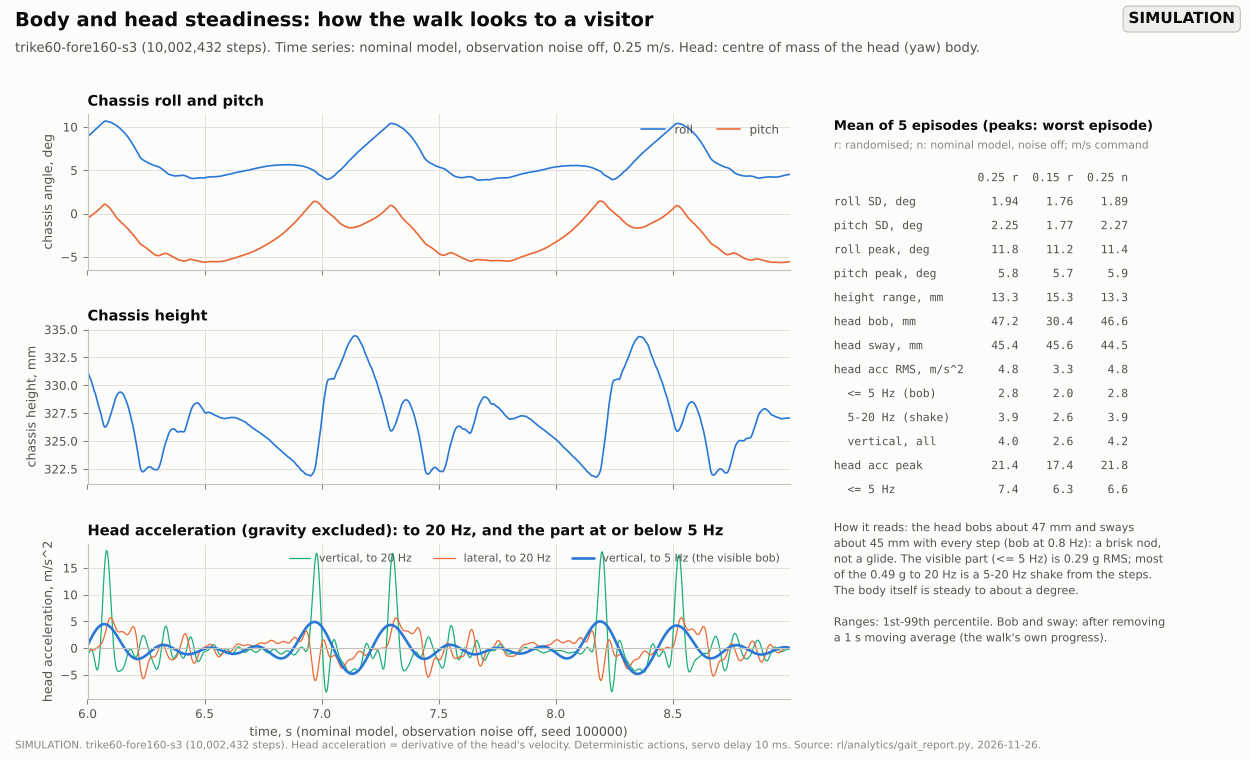 Body and head steadiness: how the walk looks to a visitor
SIMULATION
trike60-fore160-s3 (10,002,432 steps). Time series: nominal model, observation noise off, 0.25 m/s. Head: centre of mass of the head (yaw) body.
Chassis roll and pitch
chassis angle, deg
10
5
0
−5
roll
pitch
Chassis height
chassis height, mm
335.0
332.5
330.0
327.5
325.0
322.5
Head acceleration (gravity excluded): to 20 Hz, and the part at or below 5 Hz
head acceleration, m/s^2
15
10
5
0
−5
vertical, to 20 Hz
lateral, to 20 Hz
vertical, to 5 Hz (the visible bob)
6.0 6.5 7.0 7.5 8.0 8.5
time, s (nominal model, observation noise off, seed 100000)
Mean of 5 episodes (peaks: worst episode)
r: randomised; n: nominal model, noise off; m/s command
0.25 r 0.15 r 0.25 n
roll SD, deg 1.94 1.76 1.89
pitch SD, deg 2.25 1.77 2.27
roll peak, deg 11.8 11.2 11.4
pitch peak, deg 5.8 5.7 5.9
height range, mm 13.3 15.3 13.3
head bob, mm 47.2 30.4 46.6
head sway, mm 45.4 45.6 44.5
head acc RMS, m/s^2 4.8 3.3 4.8
<= 5 Hz (bob) 2.8 2.0 2.8
5-20 Hz (shake) 3.9 2.6 3.9
vertical, all 4.0 2.6 4.2
head acc peak 21.4 17.4 21.8
<= 5 Hz 7.4 6.3 6.6
How it reads: the head bobs about 47 mm and sways
about 45 mm with every step (bob at 0.8 Hz): a brisk nod,
not a glide. The visible part (<= 5 Hz) is 0.29 g RMS; most
of the 0.49 g to 20 Hz is a 5-20 Hz shake from the steps.
The body itself is steady to about a degree.
Ranges: 1st-99th percentile. Bob and sway: after removing
a 1 s moving average (the walk's own progress).
SIMULATION. trike60-fore160-s3 (10,002,432 steps). Head acceleration = derivative of the head's velocity. Deterministic actions, servo delay 10 ms. Source: rl/analytics/gait_report.py, 2026-11-26.